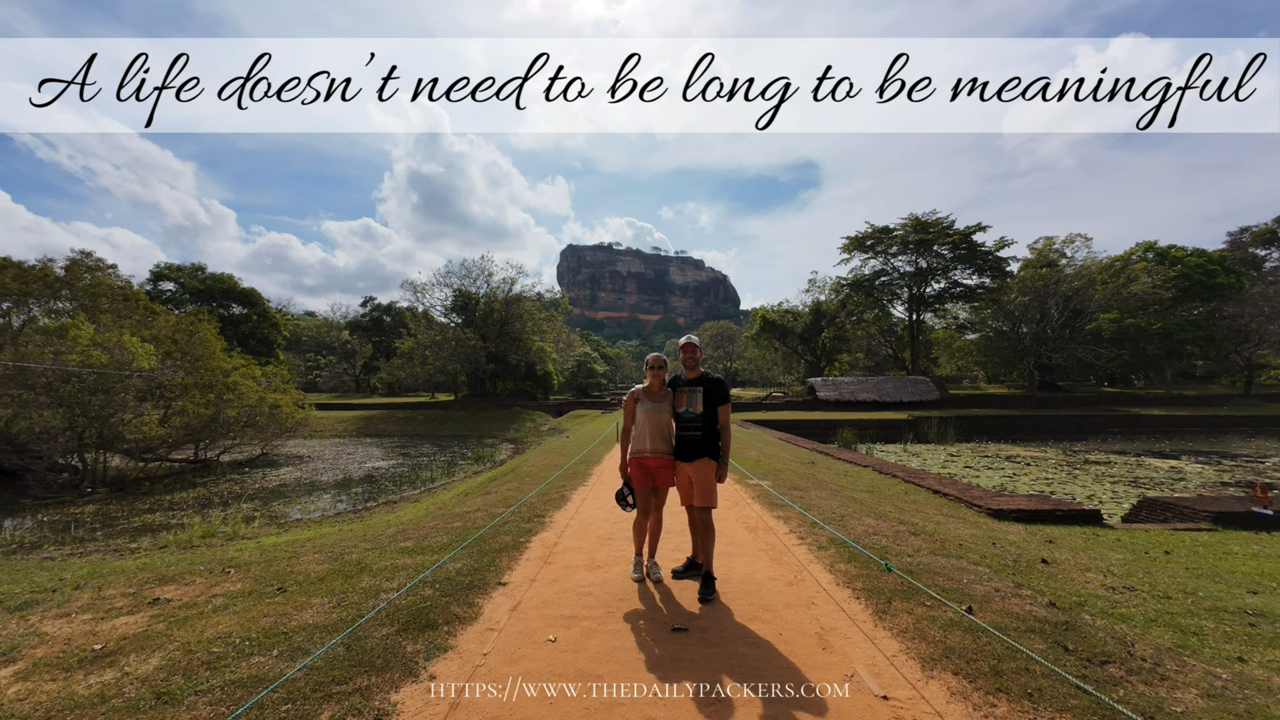 A life doesn't need to be long to be meaningful
HTTPS://WWW.THEDAILYPACKERS.COM